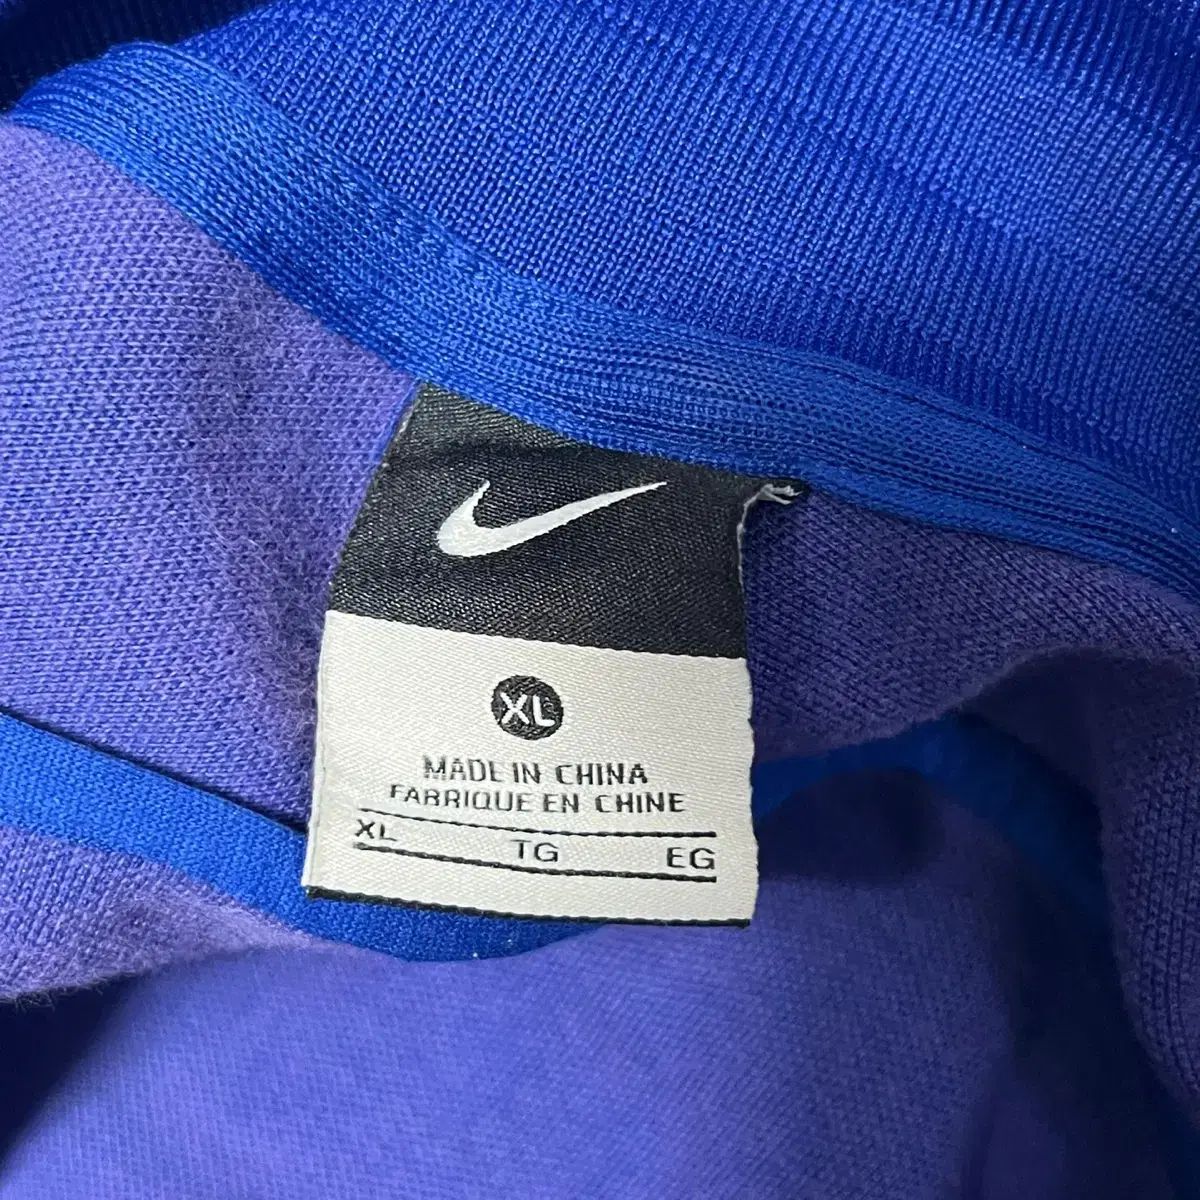 XL
MADE IN CHINA
FABRIQUE EN CHINE
XL TG EG